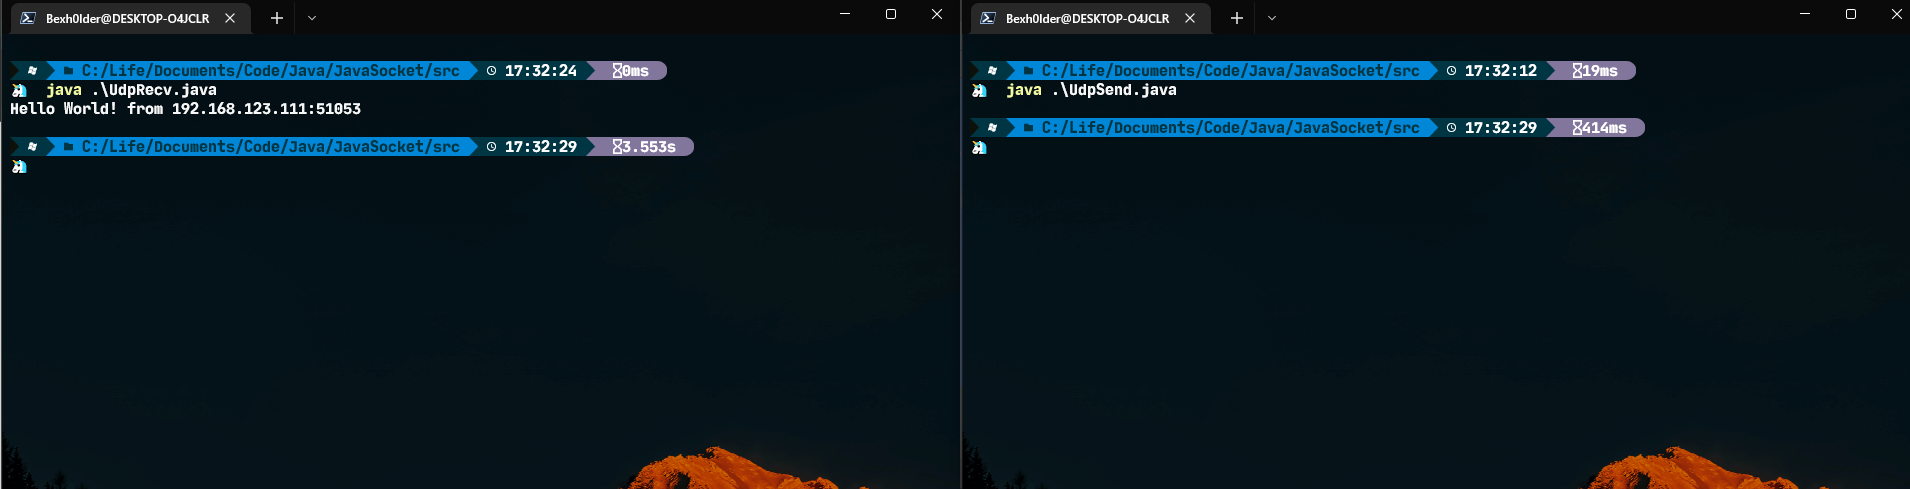 Bexh0lder@DESKTOP-O4JCLR
C:/Life/Documents/Code/Java/JavaSocket/src 17:32:24 0ms
java .\UdpRecv.java
Hello World! from 192.168.123.111:51053
C:/Life/Documents/Code/Java/JavaSocket/src 17:32:29 3.553s
Bexh0lder@DESKTOP-O4JCLR
C:/Life/Documents/Code/Java/JavaSocket/src 17:32:12 19ms
java .\UdpSend.java
C:/Life/Documents/Code/Java/JavaSocket/src 17:32:29 414ms